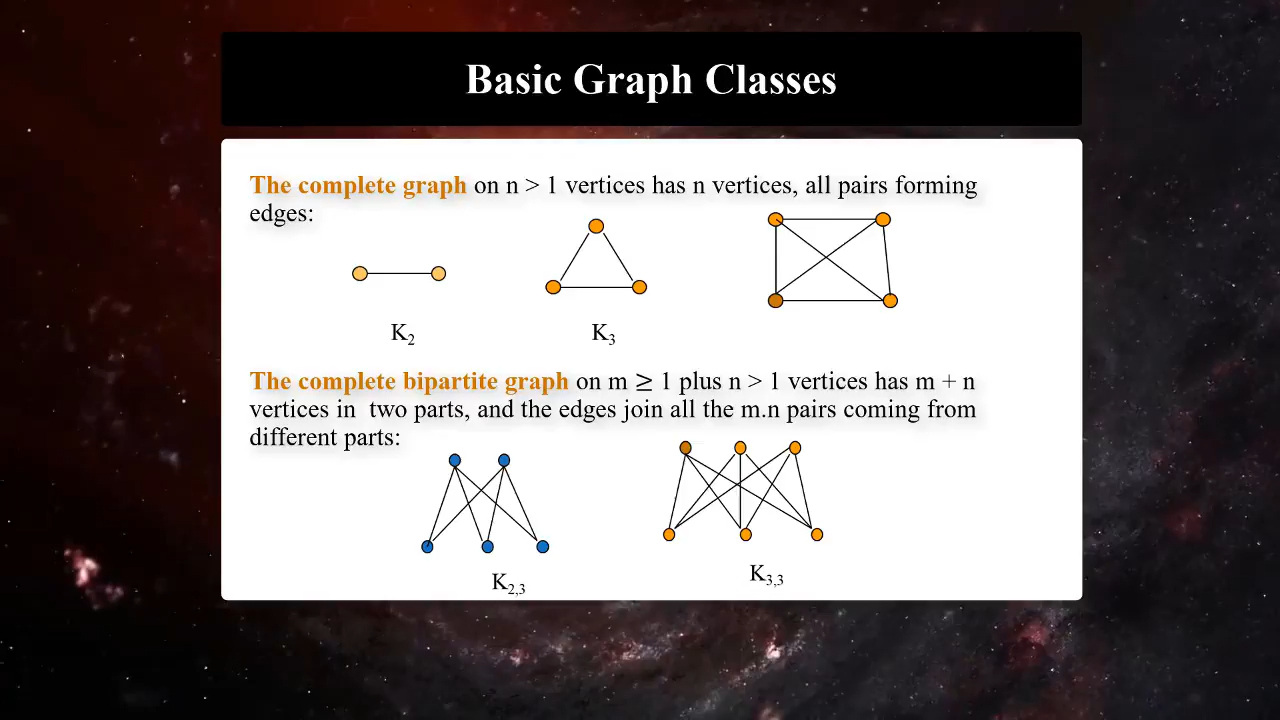 Basic Graph Classes
The complete graph on n > 1 vertices has n vertices, all pairs forming
edges:
K₂
K₃
The complete bipartite graph on m ≥ 1 plus n > 1 vertices has m + n
vertices in two parts, and the edges join all the m.n pairs coming from
different parts:
K₂,₃
K₃,₃